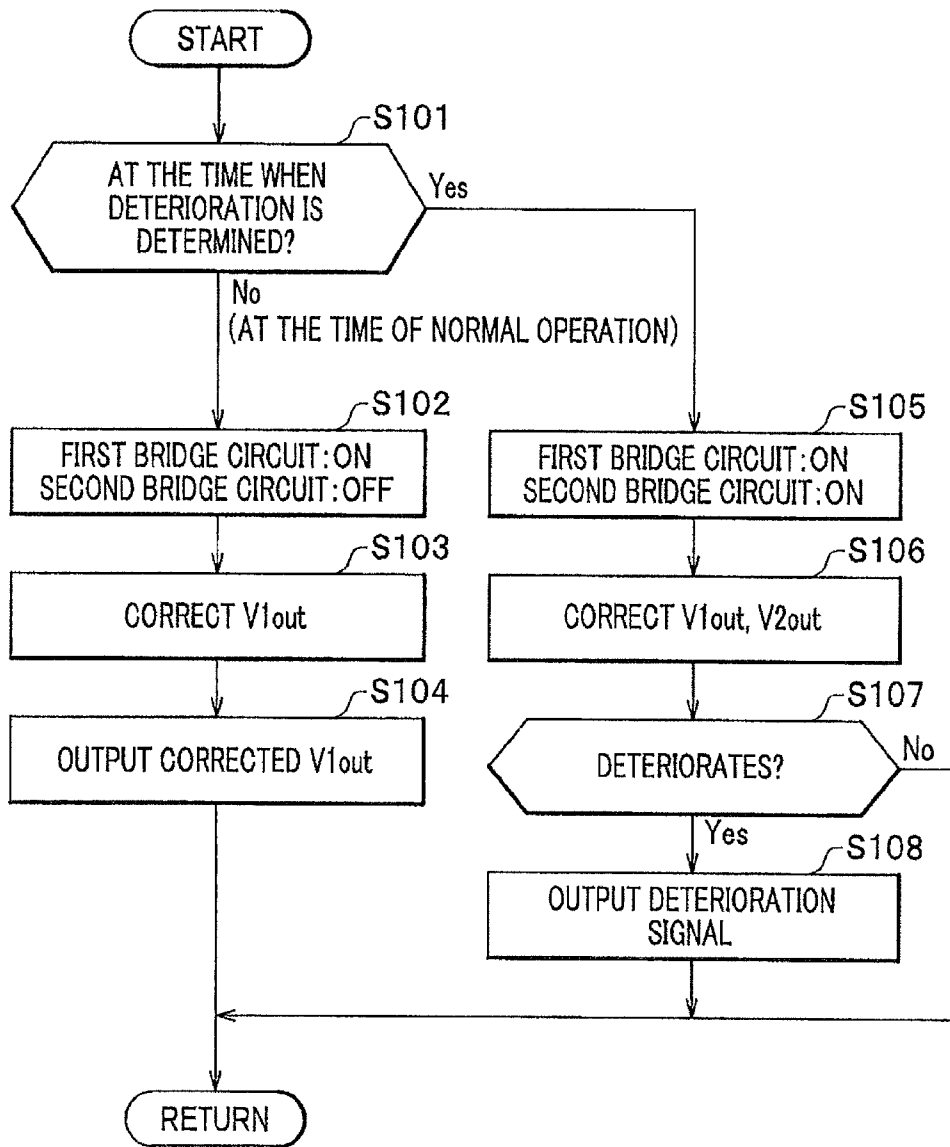 START
S101
AT THE TIME WHEN
DETERIORATION IS
DETERMINED?
Yes
No
(AT THE TIME OF NORMAL OPERATION)
S102
FIRST BRIDGE CIRCUIT:ON
SECOND BRIDGE CIRCUIT:OFF
S103
CORRECT V1out
S104
OUTPUT CORRECTED V1out
S105
FIRST BRIDGE CIRCUIT:ON
SECOND BRIDGE CIRCUIT:ON
S106
CORRECT V1out, V2out
S107
DETERIORATES?
No
Yes
S108
OUTPUT DETERIORATION
SIGNAL
RETURN